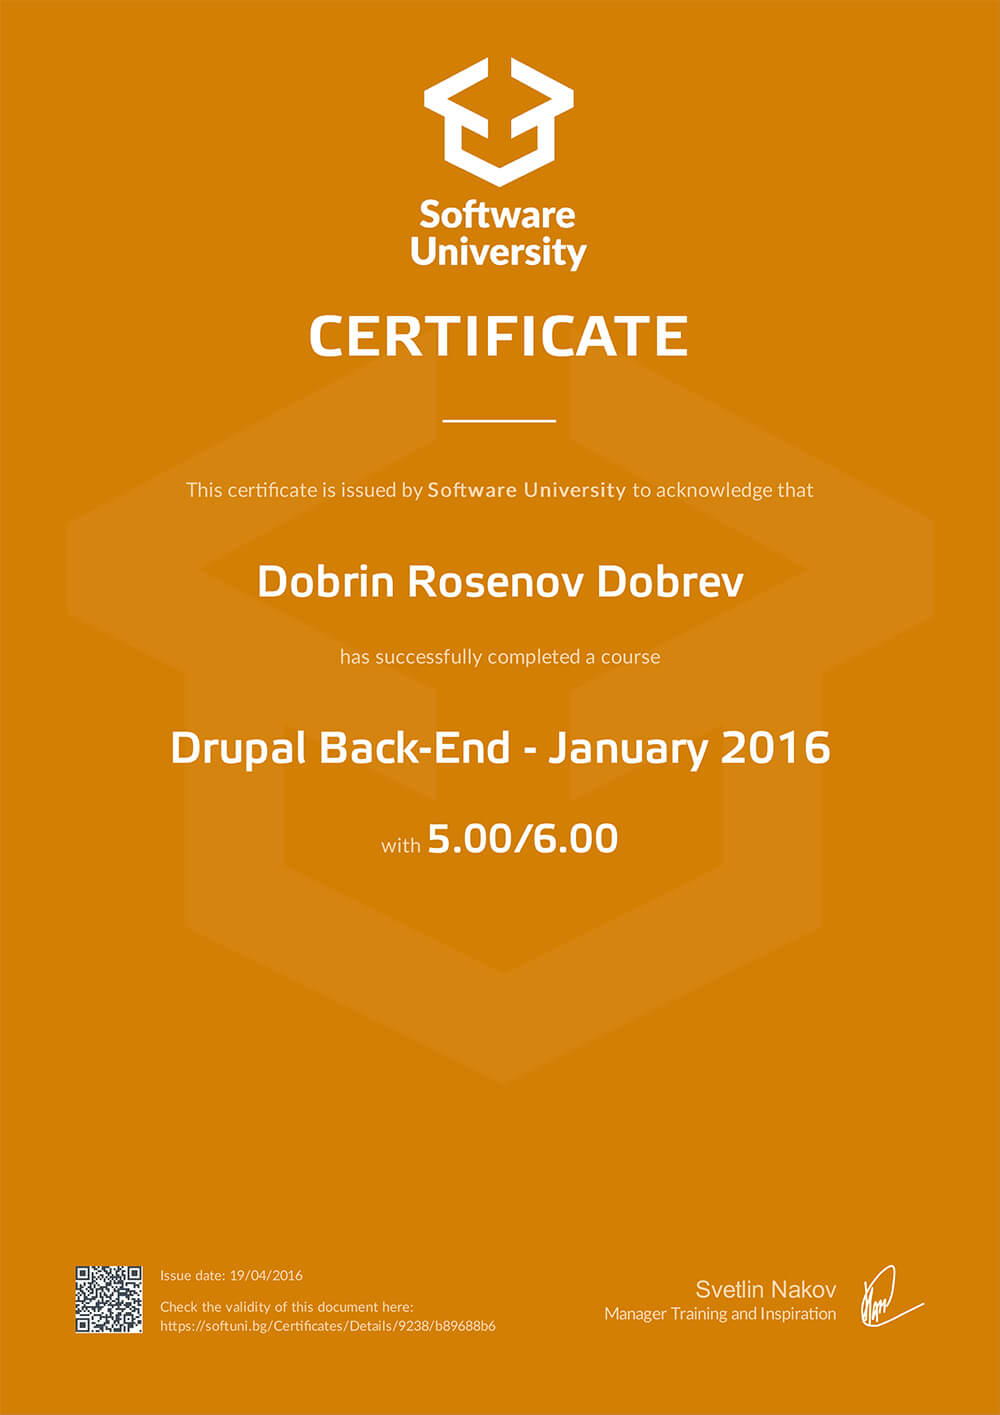 Software
University
CERTIFICATE
This certificate is issued by Software University to acknowledge that
Dobrin Rosenov Dobrev
has successfully completed a course
Drupal Back-End - January 2016
with 5.00/6.00
Issue date: 19/04/2016
Check the validity of this document here:
https://softuni.bg/Certificates/Details/9238/b89688b6
Svetlin Nakov
Manager Training and Inspiration